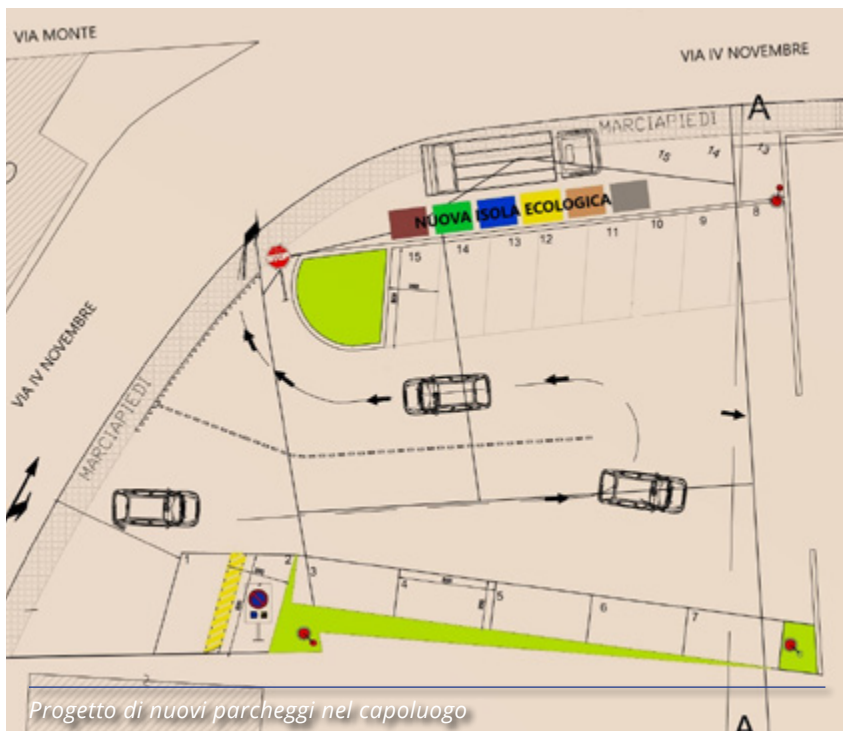 VIA MONTE
VIA IV NOVEMBRE
A
MARCIAPIEDI
15 14 13
NUOVA ISOLA ECOLOGICA
15 14 13 12 11 10 9 8
VIA IV NOVEMBRE
MARCIAPIEDI
1 2 3 4 5 6 7
Progetto di nuovi parcheggi nel capoluogo
A